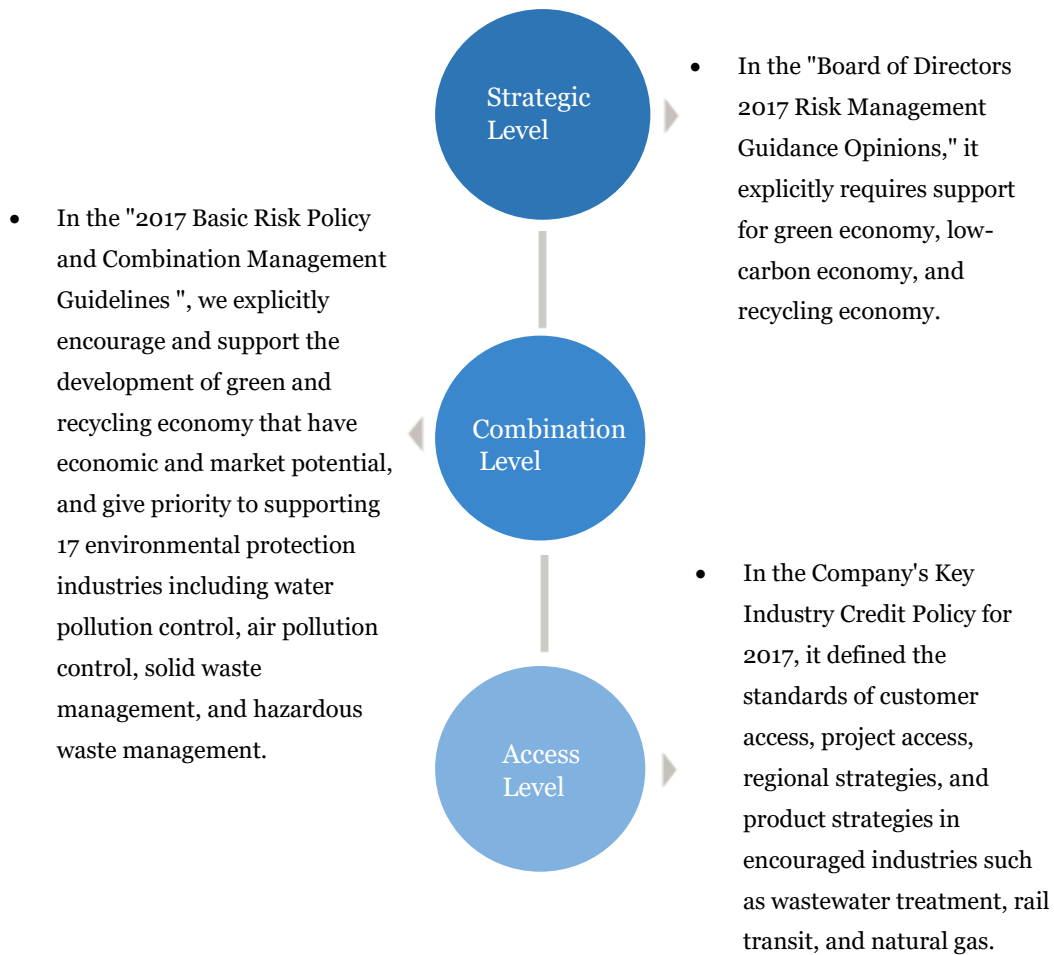 Strategic
Level
• In the "Board of Directors
2017 Risk Management
Guidance Opinions," it
explicitly requires support
for green economy, low-
carbon economy, and
recycling economy.
• In the "2017 Basic Risk Policy
and Combination Management
Guidelines ", we explicitly
encourage and support the
development of green and
recycling economy that have
economic and market potential,
and give priority to supporting
17 environmental protection
industries including water
pollution control, air pollution
control, solid waste
management, and hazardous
waste management.
Combination
Level
Access
Level
• In the Company's Key
Industry Credit Policy for
2017, it defined the
standards of customer
access, project access,
regional strategies, and
product strategies in
encouraged industries such
as wastewater treatment, rail
transit, and natural gas.